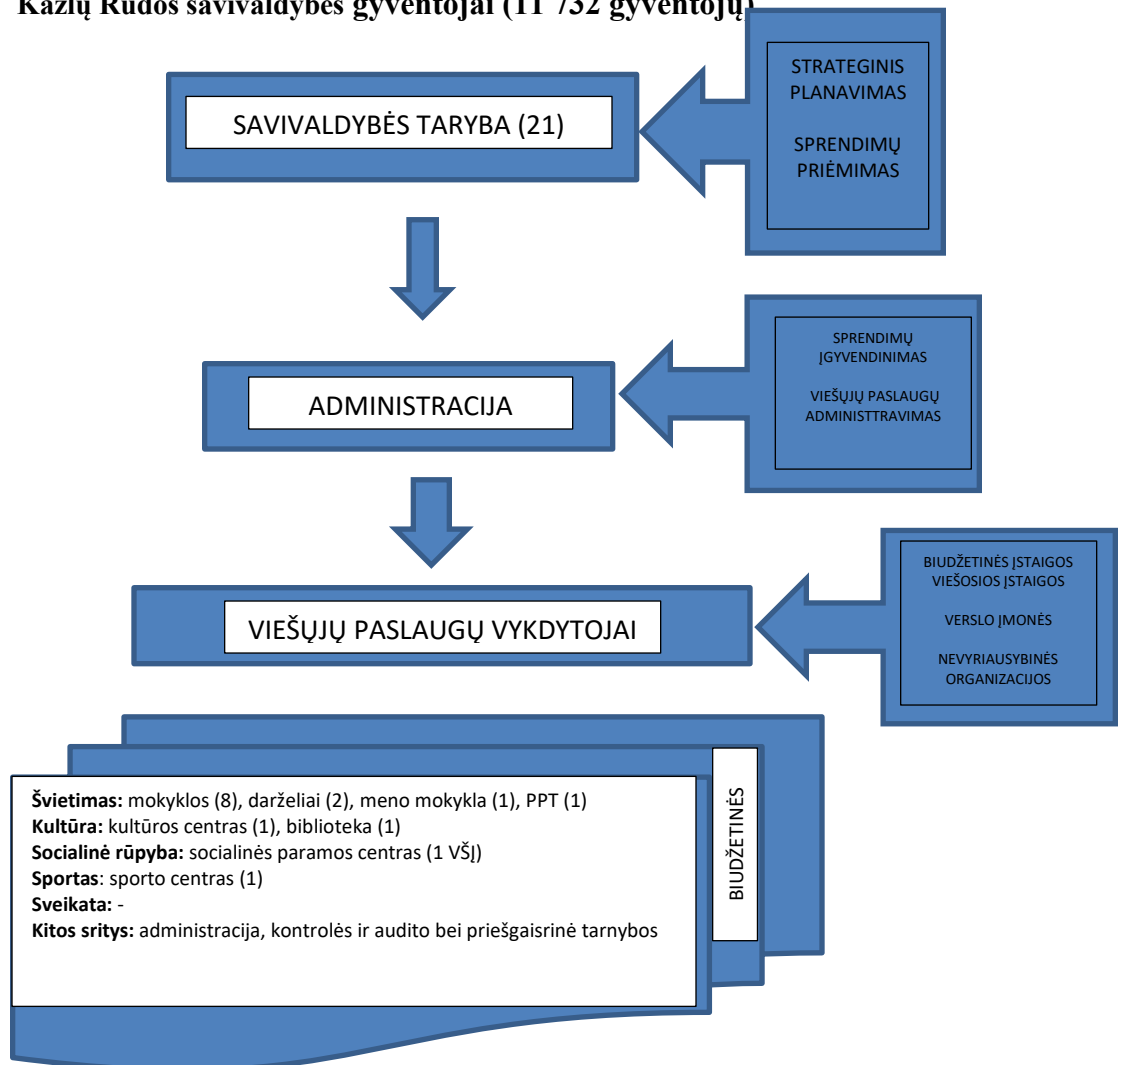 Kazlų Rūdos savivaldybės gyventojai (11 732 gyventojų)
STRATEGINIS
PLANAVIMAS
SPRENDIMŲ
PRIĖMIMAS
SAVIVALDYBĖS TARYBA (21)
SPRENDIMŲ
ĮGYVENDINIMAS
VIEŠŲJŲ PASLAUGŲ
ADMINISTTRAVIMAS
ADMINISTRACIJA
BIUDŽETINĖS ĮSTAIGOS
VIEŠOSIOS ĮSTAIGOS
VERSLO ĮMONĖS
NEVYRIAUSYBINĖS
ORGANIZACIJOS
VIEŠŲJŲ PASLAUGŲ VYKDYTOJAI
BIUDŽETINĖS
Švietimas: mokyklos (8), darželiai (2), meno mokykla (1), PPT (1)
Kultūra: kultūros centras (1), biblioteka (1)
Socialinė rūpyba: socialinės paramos centras (1 VŠĮ)
Sportas: sporto centras (1)
Sveikata: -
Kitos sritys: administracija, kontrolės ir audito bei priešgaisrinė tarnybos